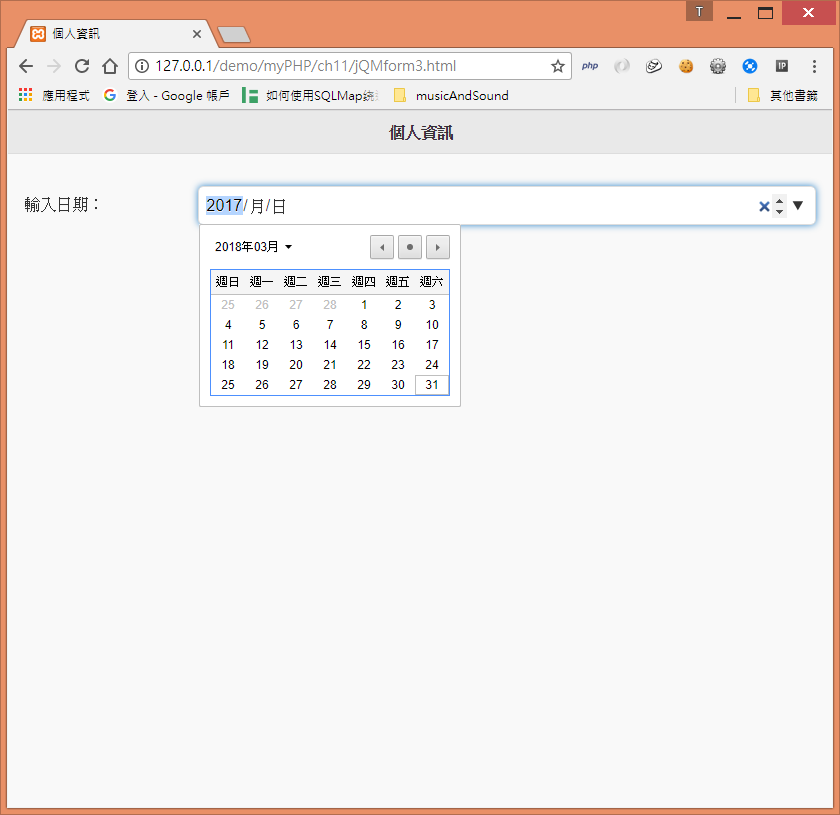 T
個人資訊
127.0.0.1/demo/myPHP/ch11/jQMform3.html
php
IP
應用程式 G 登入 - Google 帳戶 如何使用SQLMap繞 musicAndSound 其他書籤
個人資訊
輸入日期：
2017/月/日
2018年03月
週日 週一 週二 週三 週四 週五 週六
25 26 27 28 1 2 3
4 5 6 7 8 9 10
11 12 13 14 15 16 17
18 19 20 21 22 23 24
25 26 27 28 29 30 31